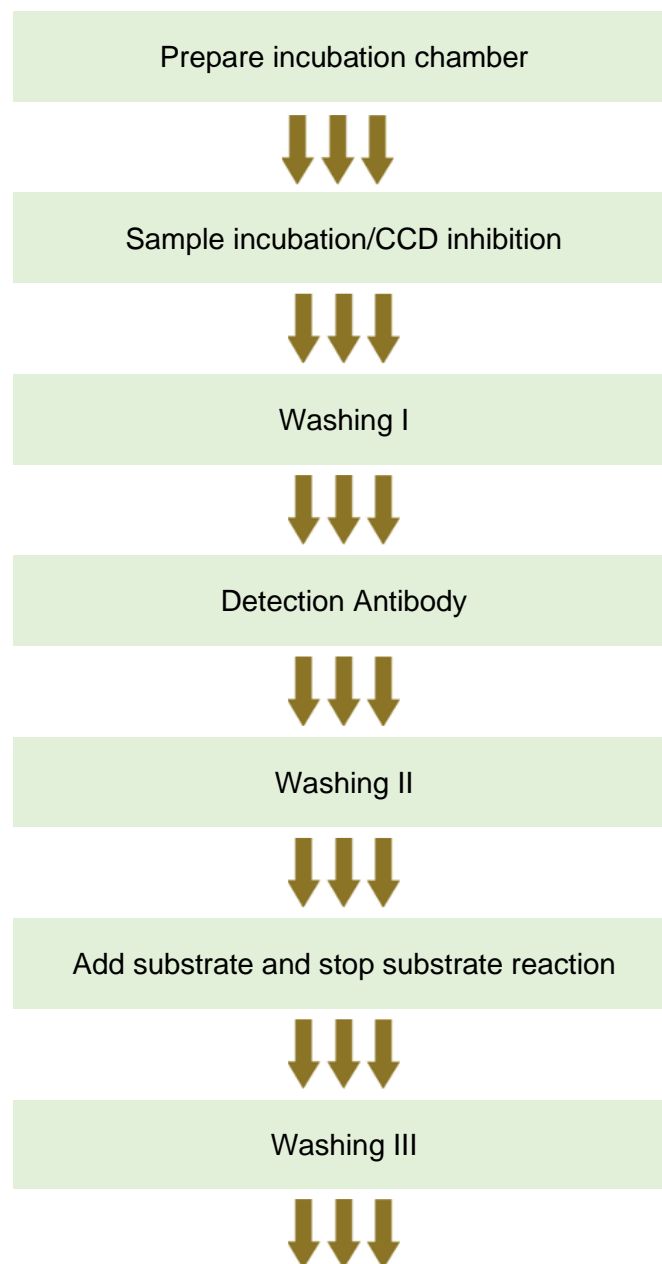 Prepare incubation chamber
Sample incubation/CCD inhibition
Washing I
Detection Antibody
Washing II
Add substrate and stop substrate reaction
Washing III